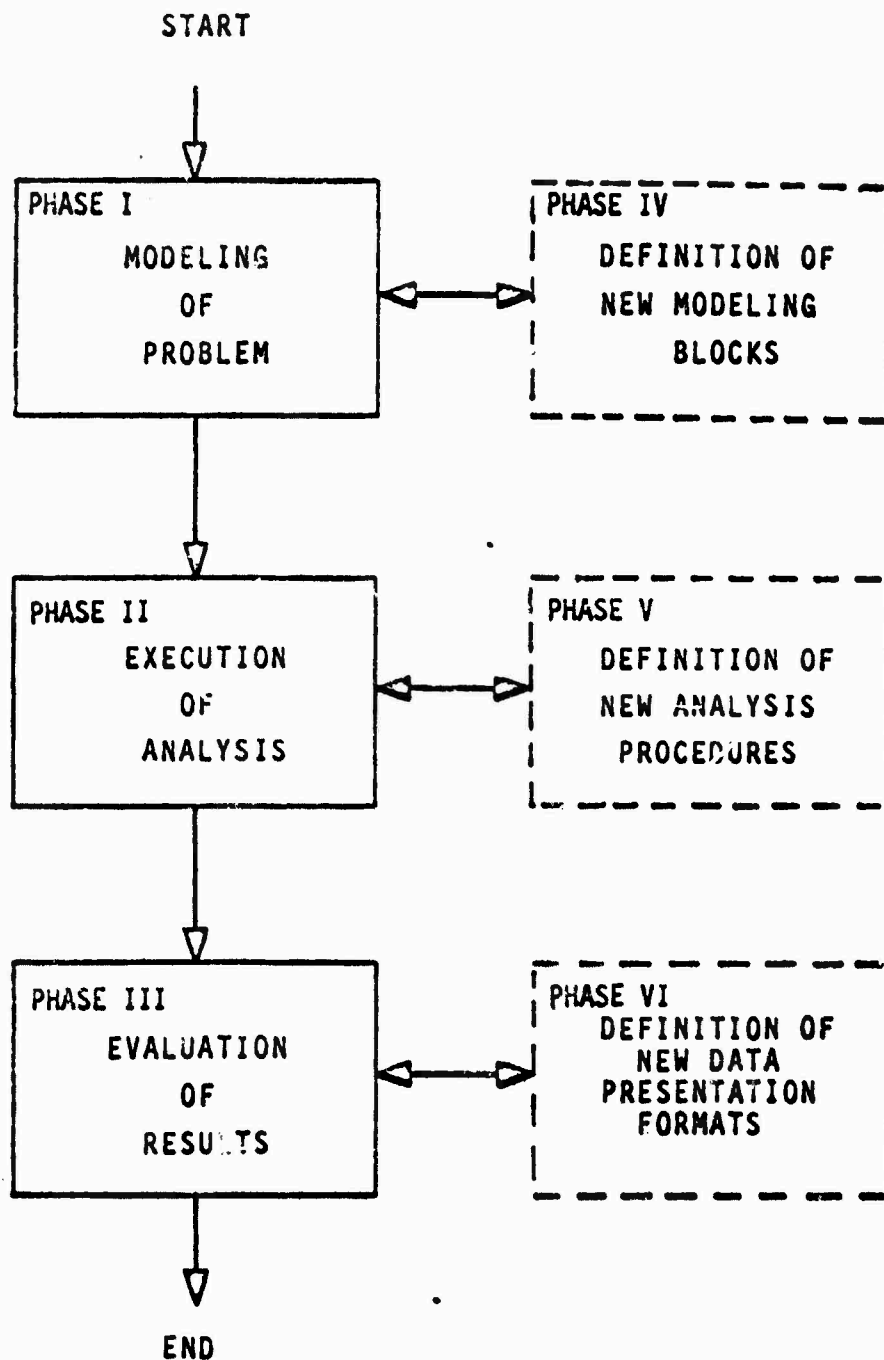 START
PHASE I
MODELING
OF
PROBLEM
PHASE IV
DEFINITION OF
NEW MODELING
BLOCKS
PHASE II
EXECUTION
OF
ANALYSIS
PHASE V
DEFINITION OF
NEW ANALYSIS
PROCEDURES
PHASE III
EVALUATION
OF
RESULTS
PHASE VI
DEFINITION OF
NEW DATA
PRESENTATION
FORMATS
END